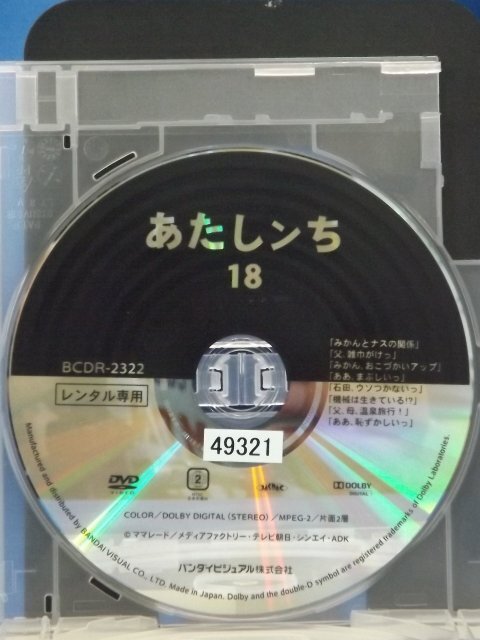 あたしンち
18
BCDR-2322
レンタル専用
「みかんとナスの関係」
「父、雑巾がけっ」
「みかん、おこづかいアップ」
「ああ、まぶしいっ」
「石田、ウソつかないっ」
「機械は生きている!?」
「父、母、温泉旅行！」
「ああ、恥ずかしいっ」
49321
DVD
VIDEO
2
NTSC
DOLBY
DIGITAL
COLOR／DOLBY DIGITAL (STEREO)／MPEG-2／片面2層
©ママレード／メディアファクトリー・テレビ朝日・シンエイ・ADK
バンダイビジュアル株式会社
Manufactured and distributed by BANDAI VISUAL CO., LTD. Made in Japan. Dolby and the double-D symbol are registered trademarks of Dolby Laboratories.